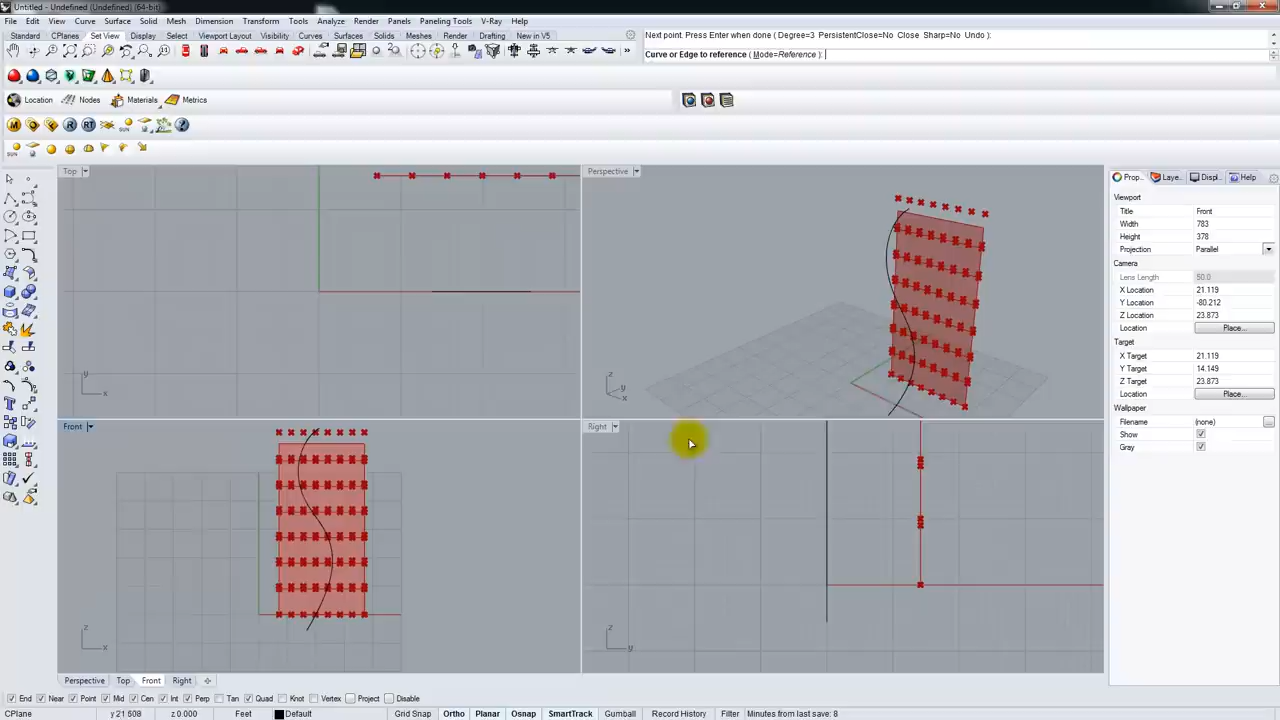 Untitled - Undefined (Undefined) (64-bit)
File Edit View Curve Surface Solid Mesh Dimension Transform Tools Analyze Render Panels Paneling Tools V-Ray Help
Next point. Press Enter when done ( Degree=3 PersistentClose=No Close Sharp=No Undo ):
Standard CPlanes Set View Display Select Viewport Layout Visibility Curves Surfaces Solids Meshes Render Drafting New in V5
Curve or Edge to reference ( Mode=Reference ):
Location Nodes Materials Metrics
M R RT SUN
SUN
Top Perspective
Prop... Laye... Displ... Help
Viewport
Title Front
Width 783
Height 378
Projection Parallel
Camera
Lens Length 50.0
X Location 21.119
Y Location -80.212
Z Location 23.873
Location Place...
Target
X Target 21.119
Y Target 14.149
Z Target 23.873
Location Place...
Wallpaper
Filename (none)
Show
Gray
y x
z y x
Front Right
z x
z y
Perspective Top Front Right
End Near Point Mid Cen Int Perp Tan Quad Knot Vertex Project Disable
CPlane y 21.508 z 0.000 Feet Default Grid Snap Ortho Planar Osnap SmartTrack Gumball Record History Filter Minutes from last save: 8